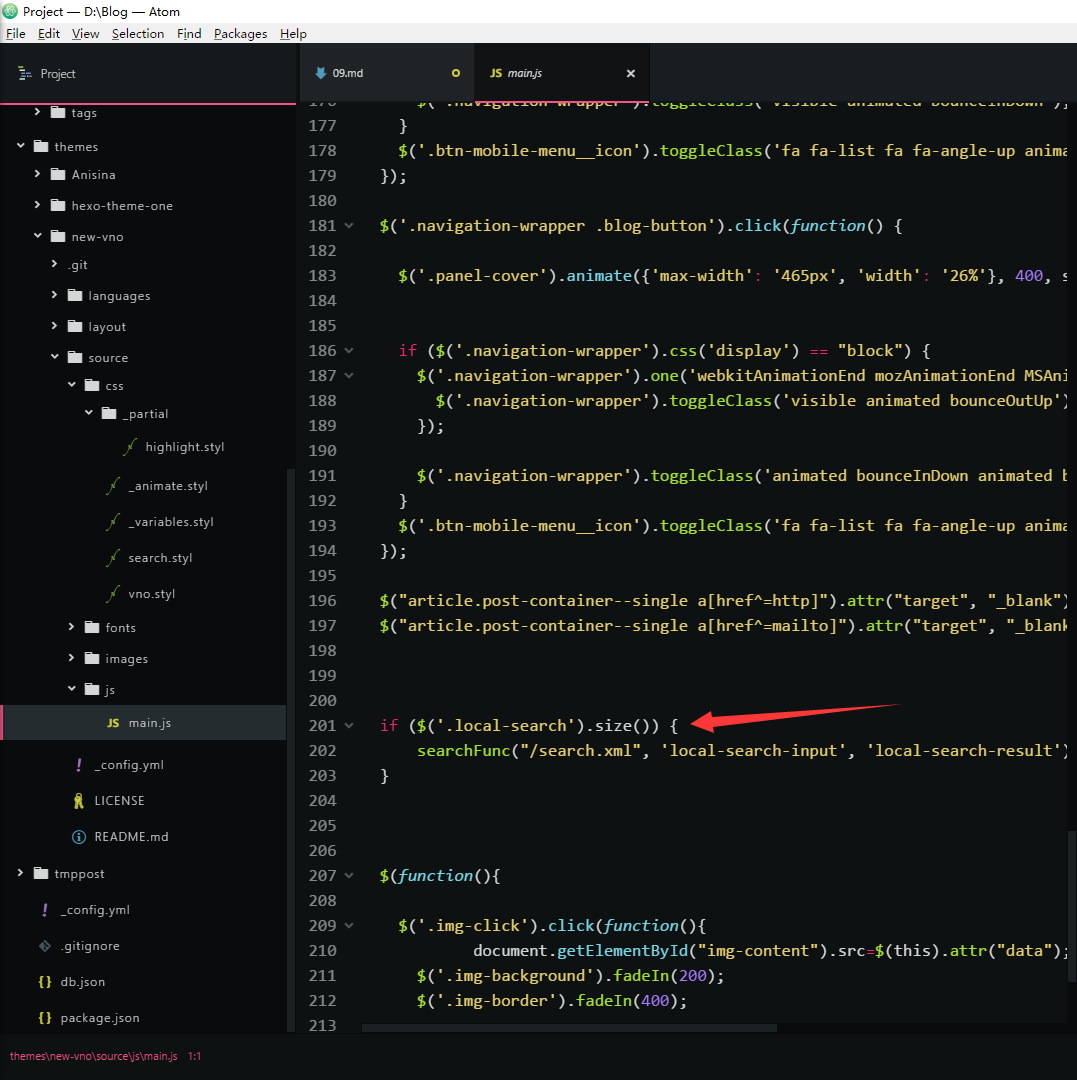 Project — D:\Blog — Atom
File Edit View Selection Find Packages Help
Project
09.md
JS main.js
tags
themes
Anisina
hexo-theme-one
new-vno
.git
languages
layout
source
css
_partial
highlight.styl
_animate.styl
_variables.styl
search.styl
vno.styl
fonts
images
js
JS main.js
_config.yml
LICENSE
README.md
tmppost
_config.yml
.gitignore
db.json
package.json
176 $('.navigation-wrapper').toggleClass('visible animated bounceInDown');
177 }
178 $('.btn-mobile-menu__icon').toggleClass('fa fa-list fa fa-angle-up anima
179 });
180
181 $('.navigation-wrapper .blog-button').click(function() {
182
183 $('.panel-cover').animate({'max-width': '465px', 'width': '26%'}, 400, s
184
185
186 if ($('.navigation-wrapper').css('display') == "block") {
187 $('.navigation-wrapper').one('webkitAnimationEnd mozAnimationEnd MSAni
188 $('.navigation-wrapper').toggleClass('visible animated bounceOutUp')
189 });
190
191 $('.navigation-wrapper').toggleClass('animated bounceInDown animated b
192 }
193 $('.btn-mobile-menu__icon').toggleClass('fa fa-list fa fa-angle-up anima
194 });
195
196 $("article.post-container--single a[href^=http]").attr("target", "_blank")
197 $("article.post-container--single a[href^=mailto]").attr("target", "_blank
198
199
200
201 if ($('.local-search').size()) {
202 searchFunc("/search.xml", 'local-search-input', 'local-search-result')
203 }
204
205
206
207 $(function(){
208
209 $('.img-click').click(function(){
210 document.getElementById("img-content").src=$(this).attr("data");
211 $('.img-background').fadeIn(200);
212 $('.img-border').fadeIn(400);
213
themes\new-vno\source\js\main.js 1:1